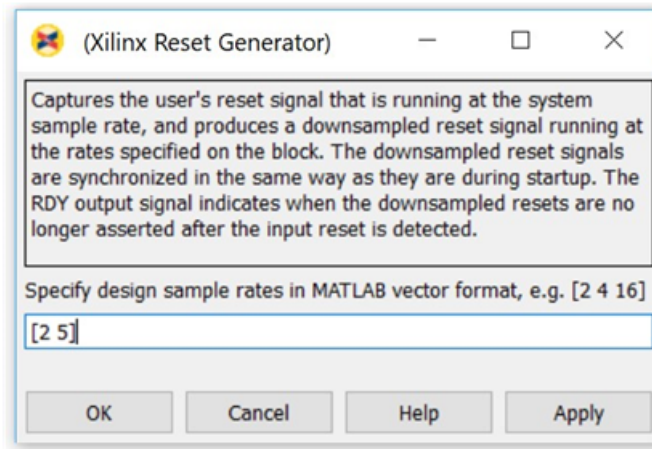 (Xilinx Reset Generator)
Captures the user's reset signal that is running at the system
sample rate, and produces a downsampled reset signal running at
the rates specified on the block. The downsampled reset signals
are synchronized in the same way as they are during startup. The
RDY output signal indicates when the downsampled resets are no
longer asserted after the input reset is detected.
Specify design sample rates in MATLAB vector format, e.g. [2 4 16]
[2 5]
OK Cancel Help Apply